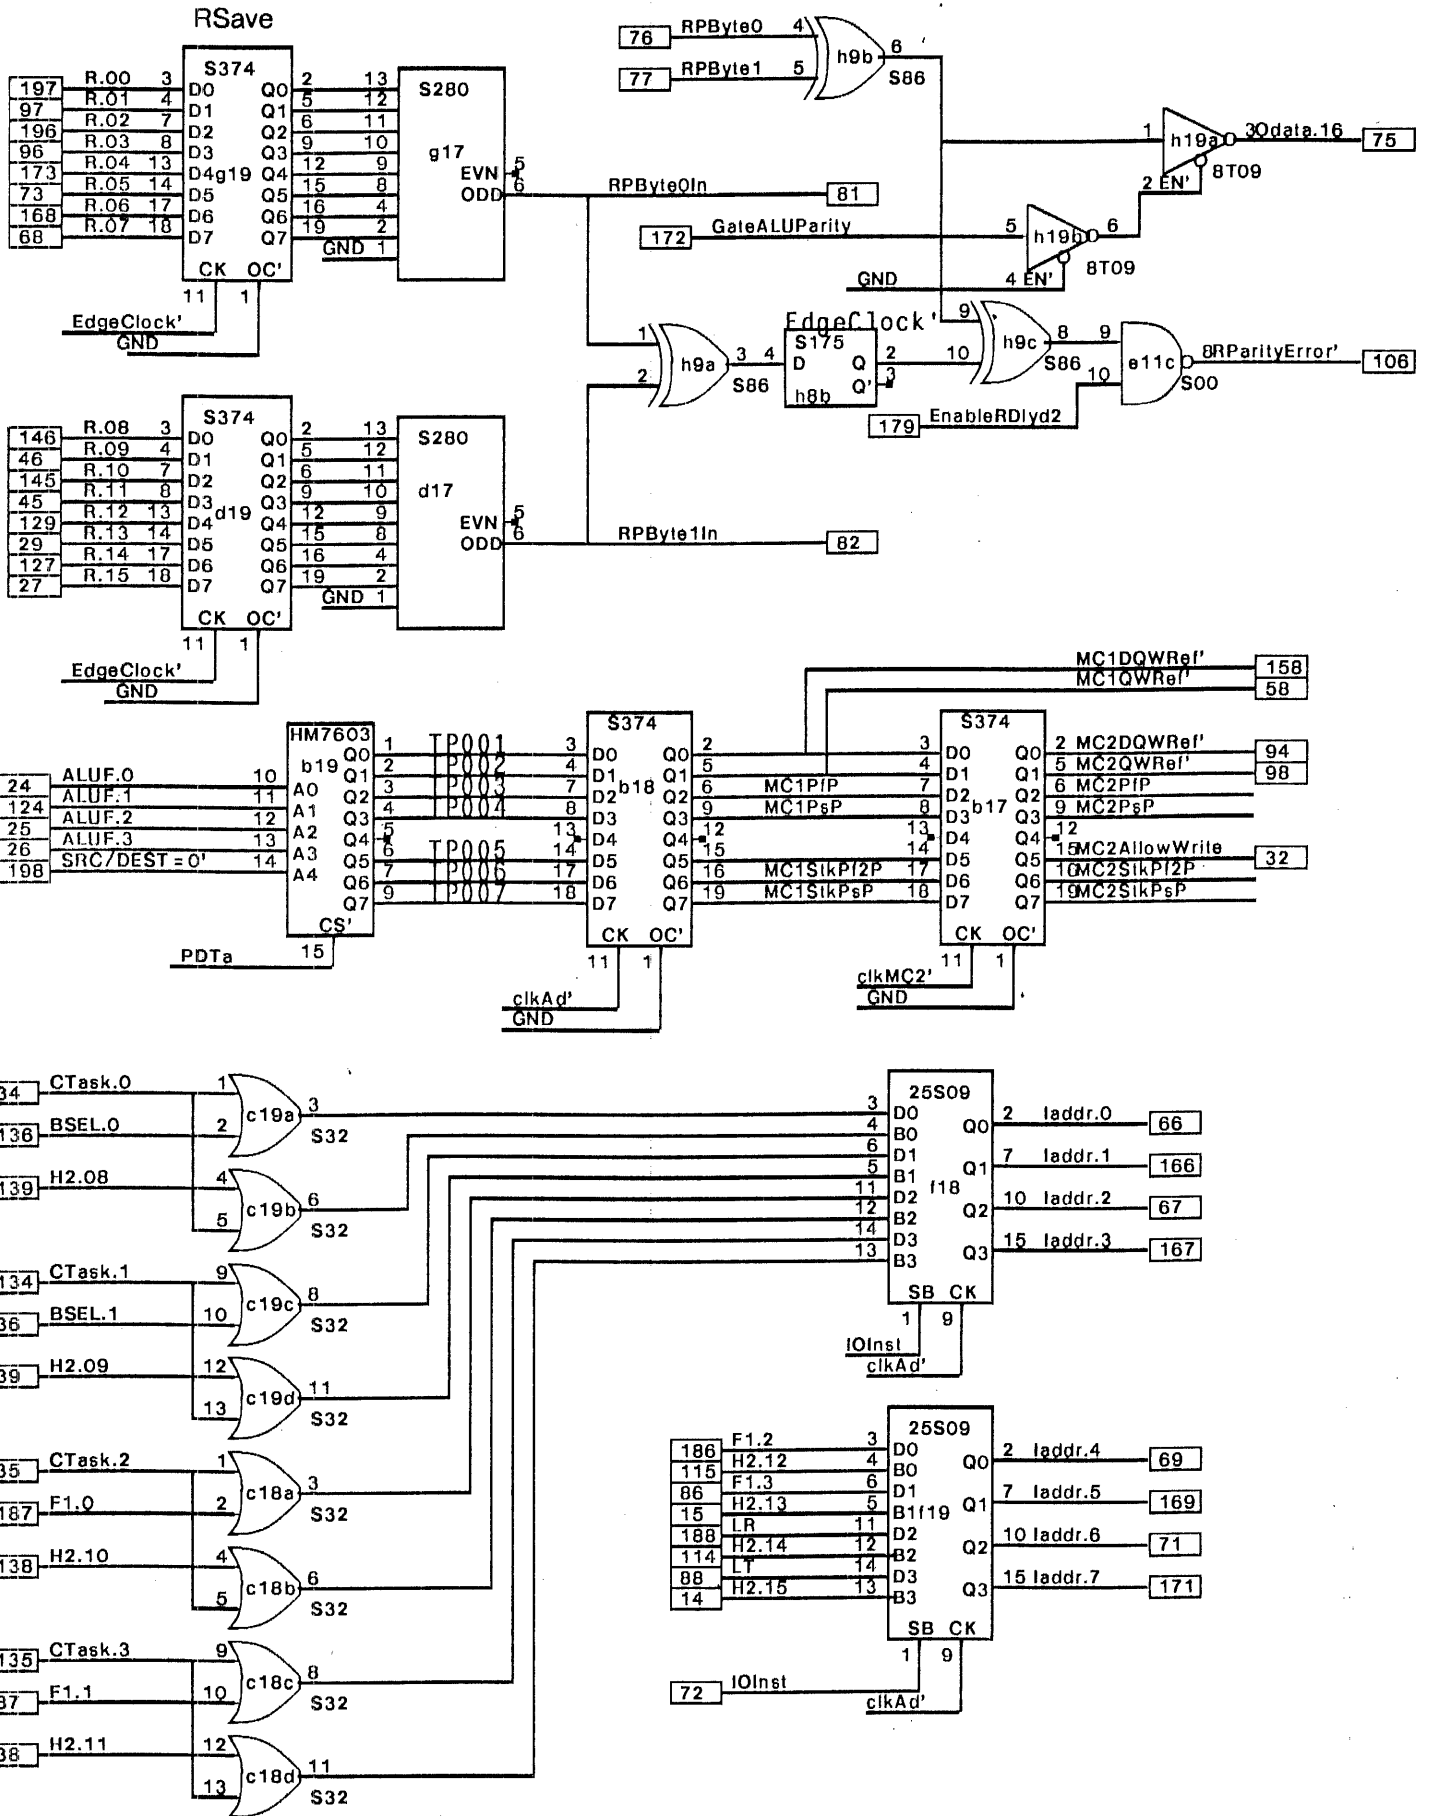 RSave
S374
197 R.00 3 D0 Q0 2 13
97 R.01 4 D1 Q1 5 12
196 R.02 7 D2 Q2 6 11
96 R.03 8 D3 Q3 9 10
173 R.04 13 D4 g19 Q4 12 9
73 R.05 14 D5 Q5 15 8
168 R.06 17 D6 Q6 16 4
68 R.07 18 D7 Q7 19 2
GND 1
CK OC'
11 1
EdgeClock'
GND
S280
g17
EVN 5
ODD 6
RPByte0In 81
76 RPByte0 4
77 RPByte1 5
h9b 6
S86
1 h19a 3 Odata.16 75
8T09
2 EN'
172 GateALUParity 5 h19b 6
8T09
GND 4 EN'
1
2
h9a 3 4
S86
EdgeClock'
S175
D Q 2 10
Q' 3
h8b
9
h9c 8 9
S86 10
e11c 8 RParityError' 106
S00
179 EnableRDlyd2
S374
146 R.08 3 D0 Q0 2 13
46 R.09 4 D1 Q1 5 12
145 R.10 7 D2 Q2 6 11
45 R.11 8 D3 Q3 9 10
129 R.12 13 D4 d19 Q4 12 9
29 R.13 14 D5 Q5 15 8
127 R.14 17 D6 Q6 16 4
27 R.15 18 D7 Q7 19 2
GND 1
CK OC'
11 1
EdgeClock'
GND
S280
d17
EVN 5
ODD 6
RPByte1In 82
MC1DQWRef' 158
MC1QWRef' 58
HM7603
b19
24 ALUF.0 10 A0
124 ALUF.1 11 A1
25 ALUF.2 12 A2
26 ALUF.3 13 A3
198 SRC/DEST=0' 14 A4
Q0 1 TP001 3
Q1 2 TP002 4
Q2 3 TP003 7
Q3 4 TP004 8
Q4 5 13
Q5 6 TP005 14
Q6 7 TP006 17
Q7 9 TP007 18
CS'
15
PDTa
S374
b18
D0 Q0 2 3
D1 Q1 5 4
D2 Q2 6 MC1PfP 7
D3 Q3 9 MC1PsP 8
D4 Q4 12 13
D5 Q5 15 14
D6 Q6 16 MC1StkPf2P 17
D7 Q7 19 MC1StkPsP 18
CK OC'
11 1
clkAd'
GND
S374
b17
D0 Q0 2 MC2DQWRef' 94
D1 Q1 5 MC2QWRef' 98
D2 Q2 6 MC2PfP
D3 Q3 9 MC2PsP
D4 Q4 12
D5 Q5 15 MC2AllowWrite 32
D6 Q6 16 MC2StkPf2P
D7 Q7 19 MC2StkPsP
CK OC'
11 1
clkMC2'
GND
34 CTask.0 1
136 BSEL.0 2
c19a 3
S32
139 H2.08 4
5
c19b 6
S32
134 CTask.1 9
36 BSEL.1 10
c19c 8
S32
39 H2.09 12
13
c19d 11
S32
35 CTask.2 1
187 F1.0 2
c18a 3
S32
138 H2.10 4
5
c18b 6
S32
135 CTask.3 9
37 F1.1 10
c18c 8
S32
38 H2.11 12
13
c18d 11
S32
25S09
f18
3 D0
4 B0
6 D1
5 B1
11 D2
12 B2
14 D3
13 B3
Q0 2 Iaddr.0 66
Q1 7 Iaddr.1 166
Q2 10 Iaddr.2 67
Q3 15 Iaddr.3 167
SB CK
1 9
IOInst
clkAd'
25S09
186 F1.2 3 D0
115 H2.12 4 B0
86 F1.3 6 D1
15 H2.13 5 B1 f19
188 LR 11 D2
114 H2.14 12 B2
88 LT 14 D3
14 H2.15 13 B3
Q0 2 Iaddr.4 69
Q1 7 Iaddr.5 169
Q2 10 Iaddr.6 71
Q3 15 Iaddr.7 171
SB CK
1 9
72 IOInst
clkAd'